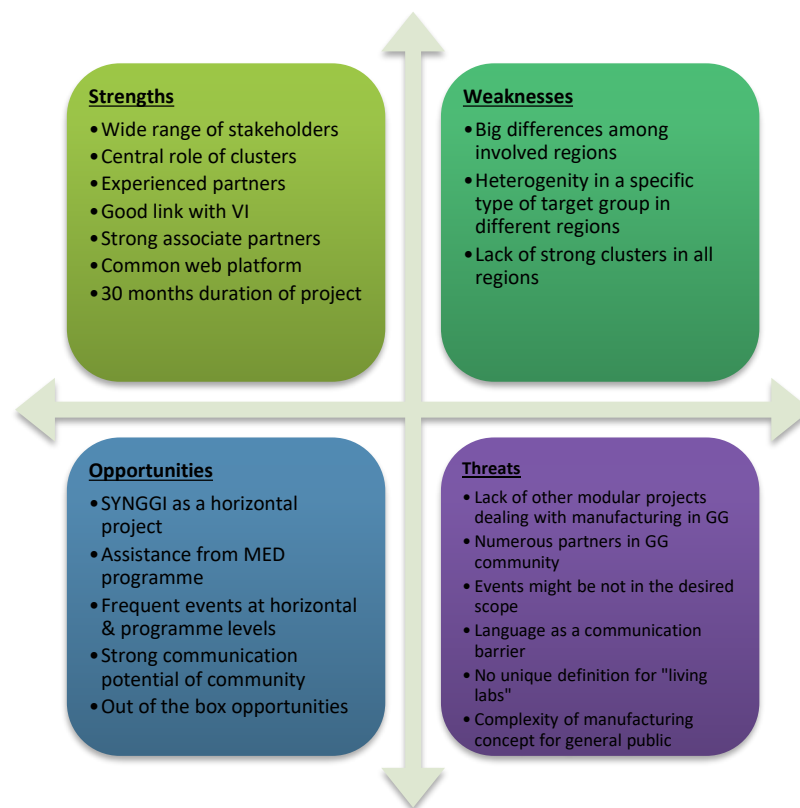 Strengths
•Wide range of stakeholders
•Central role of clusters
•Experienced partners
•Good link with VI
•Strong associate partners
•Common web platform
•30 months duration of project
Weaknesses
•Big differences among
involved regions
•Heterogenity in a specific
type of target group in
different regions
•Lack of strong clusters in all
regions
Opportunities
•SYNGGI as a horizontal
project
•Assistance from MED
programme
•Frequent events at horizontal
& programme levels
•Strong communication
potential of community
•Out of the box opportunities
Threats
•Lack of other modular projects
dealing with manufacturing in GG
•Numerous partners in GG
community
•Events might be not in the desired
scope
•Language as a communication
barrier
•No unique definition for "living
labs"
•Complexity of manufacturing
concept for general public